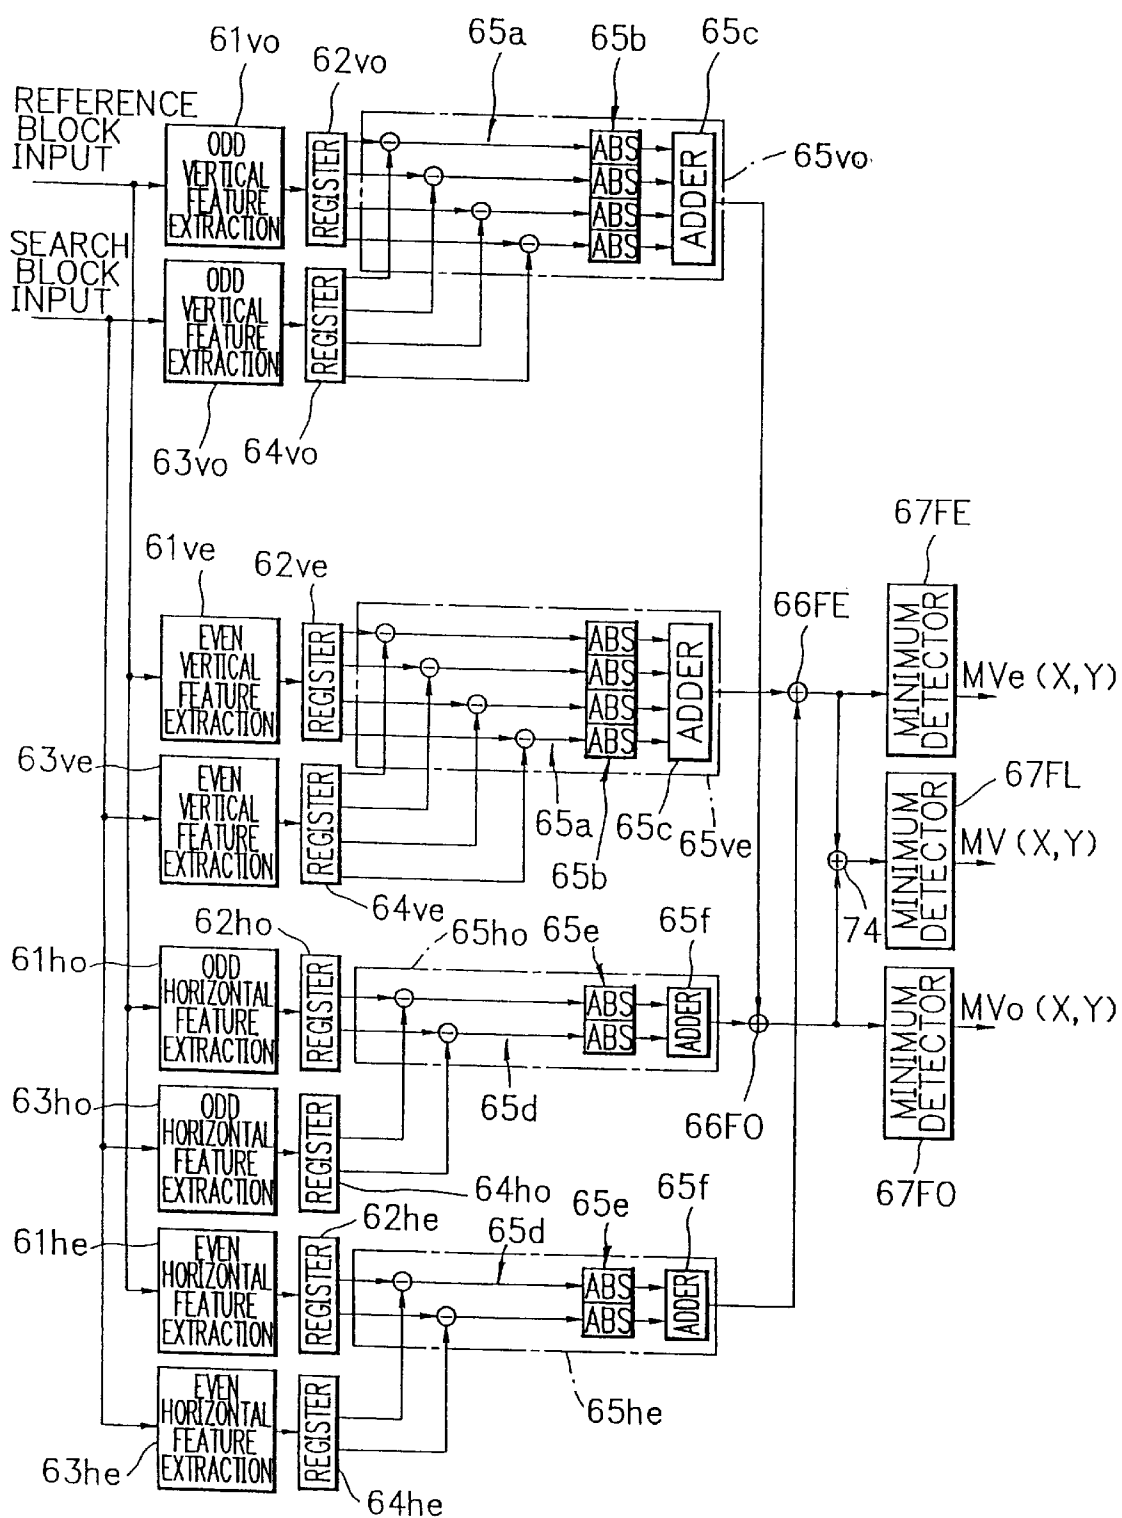 61vo
62vo
65a
65b
65c
REFERENCE
BLOCK
INPUT
ODD
VERTICAL
FEATURE
EXTRACTION
REGISTER
ABS
ABS
ABS
ABS
ADDER
65vo
SEARCH
BLOCK
INPUT
ODD
VERTICAL
FEATURE
EXTRACTION
REGISTER
63vo
64vo
61ve
62ve
EVEN
VERTICAL
FEATURE
EXTRACTION
REGISTER
ABS
ABS
ABS
ABS
ADDER
66FE
67FE
MINIMUM
DETECTOR
MVe (X,Y)
63ve
EVEN
VERTICAL
FEATURE
EXTRACTION
REGISTER
65a
65b
65c
65ve
64ve
67FL
MINIMUM
DETECTOR
MV (X,Y)
74
62ho
65ho
65e
65f
61ho
ODD
HORIZONTAL
FEATURE
EXTRACTION
REGISTER
ABS
ABS
ADDER
65d
66FO
MINIMUM
DETECTOR
MVo (X,Y)
67FO
63ho
ODD
HORIZONTAL
FEATURE
EXTRACTION
REGISTER
64ho
62he
65d
65e
65f
61he
EVEN
HORIZONTAL
FEATURE
EXTRACTION
REGISTER
ABS
ABS
ADDER
65he
EVEN
HORIZONTAL
FEATURE
EXTRACTION
REGISTER
63he
64he